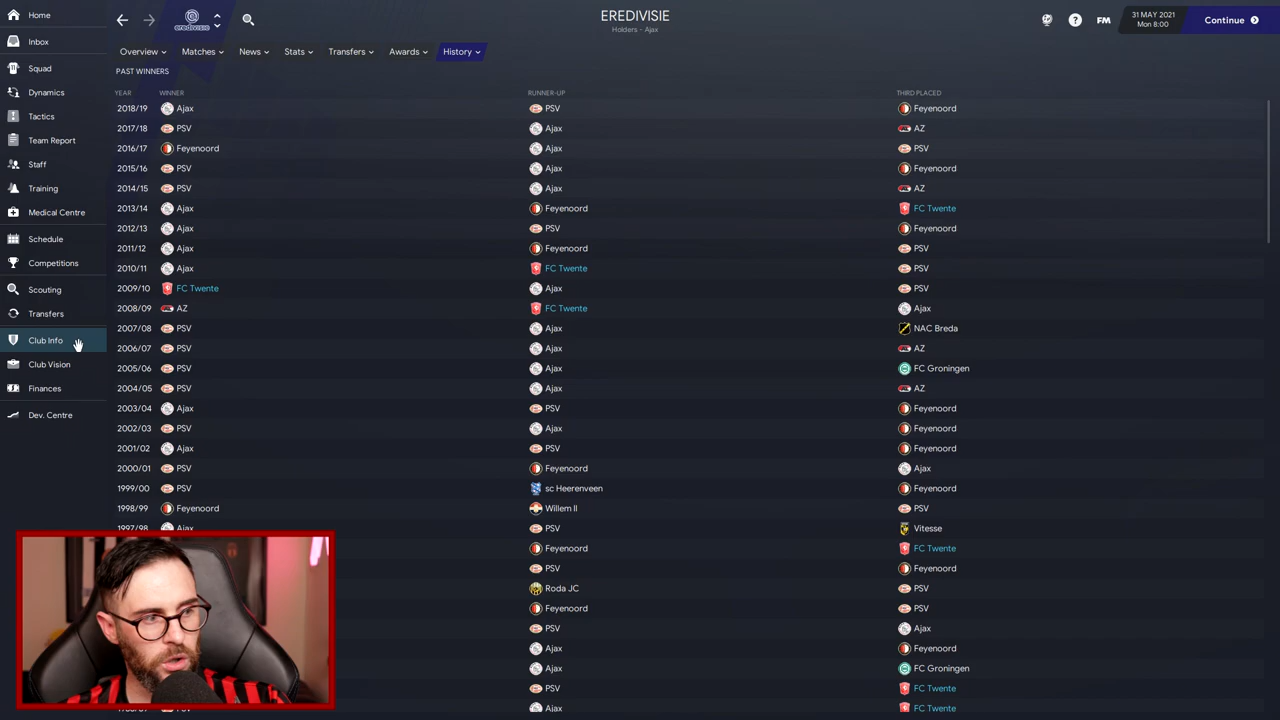 Home
Inbox
Squad
Dynamics
Tactics
Team Report
Staff
Training
Medical Centre
Schedule
Competitions
Scouting
Transfers
Club Info
Club Vision
Finances
Dev. Centre
eredivisie
EREDIVISIE
Holders - Ajax
? FM
31 MAY 2021
Mon 8:00
Continue
Overview Matches News Stats Transfers Awards History
PAST WINNERS
YEAR WINNER RUNNER-UP THIRD PLACED
2018/19 Ajax PSV Feyenoord
2017/18 PSV Ajax AZ
2016/17 Feyenoord Ajax PSV
2015/16 PSV Ajax Feyenoord
2014/15 PSV Ajax AZ
2013/14 Ajax Feyenoord FC Twente
2012/13 Ajax PSV Feyenoord
2011/12 Ajax Feyenoord PSV
2010/11 Ajax FC Twente PSV
2009/10 FC Twente Ajax PSV
2008/09 AZ FC Twente Ajax
2007/08 PSV Ajax NAC Breda
2006/07 PSV Ajax AZ
2005/06 PSV Ajax FC Groningen
2004/05 PSV Ajax AZ
2003/04 Ajax PSV Feyenoord
2002/03 PSV Ajax Feyenoord
2001/02 Ajax PSV Feyenoord
2000/01 PSV Feyenoord Ajax
1999/00 PSV sc Heerenveen Feyenoord
1998/99 Feyenoord Willem II PSV
1997/98 Ajax PSV Vitesse
Feyenoord FC Twente
PSV Feyenoord
Roda JC PSV
Feyenoord PSV
PSV Ajax
Ajax Feyenoord
Ajax FC Groningen
PSV FC Twente
Ajax FC Twente